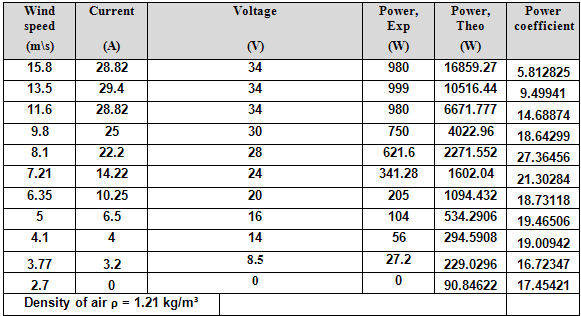 Wind speed (m\s) Current (A) Voltage (V) Power, Exp (W) Power, Theo (W) Power coefficient
15.8 28.82 34 980 16859.27 5.812825
13.5 29.4 34 999 10516.44 9.49941
11.6 28.82 34 980 6671.777 14.68874
9.8 25 30 750 4022.96 18.64299
8.1 22.2 28 621.6 2271.552 27.36456
7.21 14.22 24 341.28 1602.04 21.30284
6.35 10.25 20 205 1094.432 18.73118
5 6.5 16 104 534.2906 19.46506
4.1 4 14 56 294.5908 19.00942
3.77 3.2 8.5 27.2 229.0296 16.72347
2.7 0 0 0 90.84622 17.45421
Density of air ρ = 1.21 kg/m³